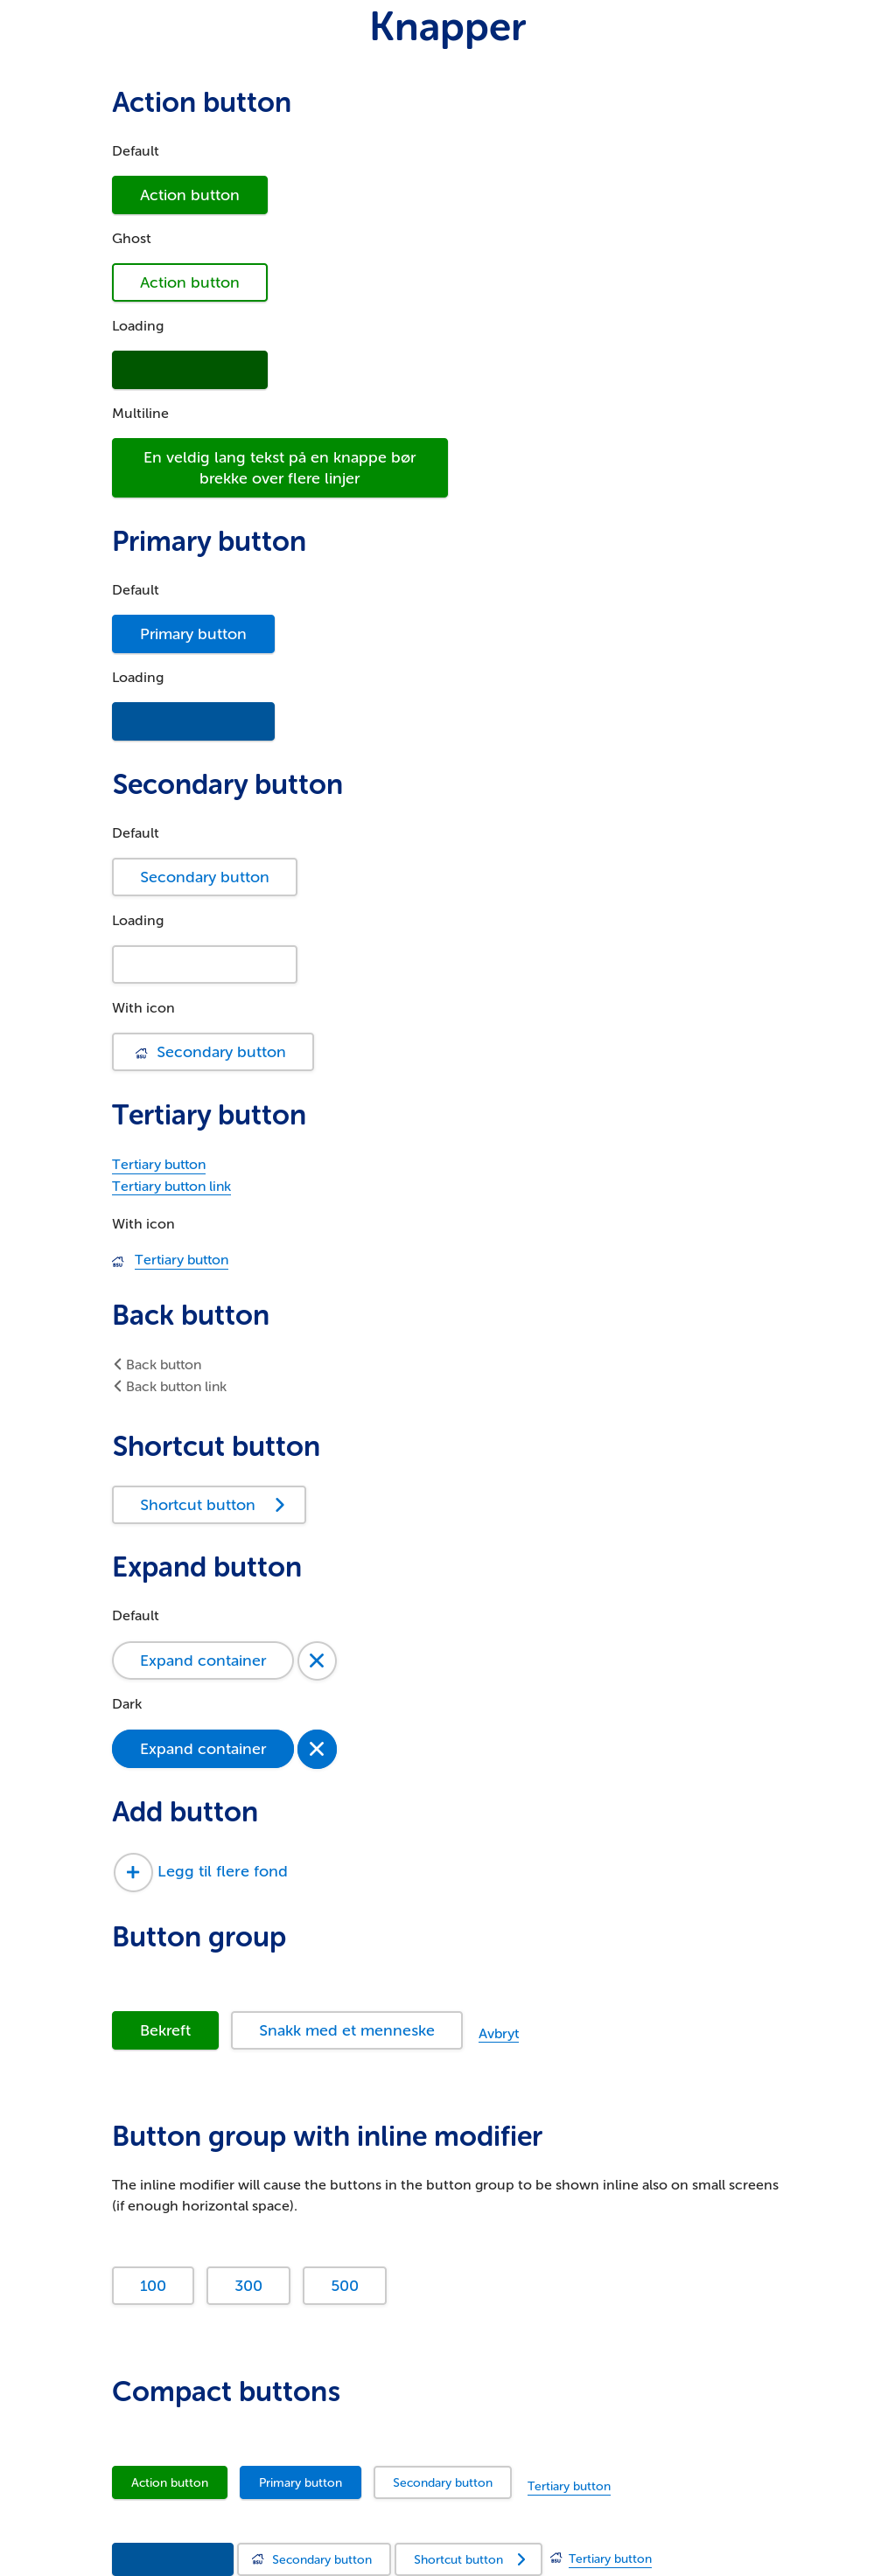 Knapper
Action button
Default
Action button
Ghost
Action button
Loading
Multiline
En veldig lang tekst på en knappe bør
brekke over flere linjer
Primary button
Default
Primary button
Loading
Secondary button
Default
Secondary button
Loading
With icon
BSU Secondary button
Tertiary button
Tertiary button
Tertiary button link
With icon
BSU Tertiary button
Back button
Back button
Back button link
Shortcut button
Shortcut button
Expand button
Default
Expand container
Dark
Expand container
Add button
Legg til flere fond
Button group
Bekreft Snakk med et menneske Avbryt
Button group with inline modifier
The inline modifier will cause the buttons in the button group to be shown inline also on small screens
(if enough horizontal space).
100 300 500
Compact buttons
Action button Primary button Secondary button Tertiary button
BSU Secondary button Shortcut button BSU Tertiary button